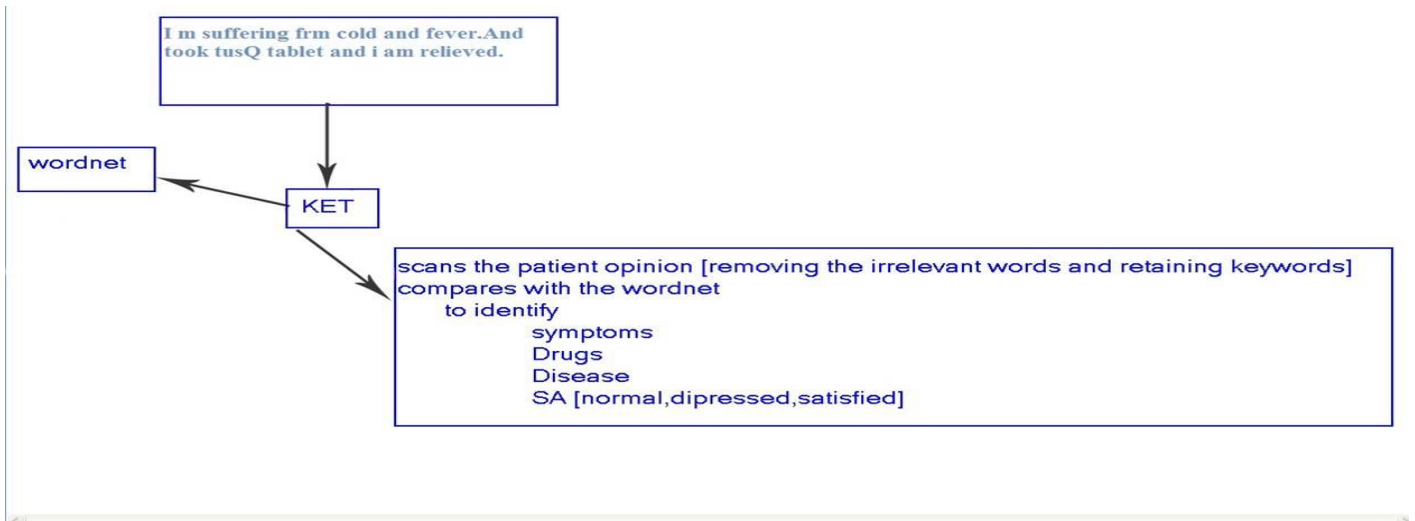 I m suffering frm cold and fever.And
took tusQ tablet and i am relieved.
wordnet
KET
scans the patient opinion [removing the irrelevant words and retaining keywords]
compares with the wordnet
to identify
symptoms
Drugs
Disease
SA [normal,dipressed,satisfied]